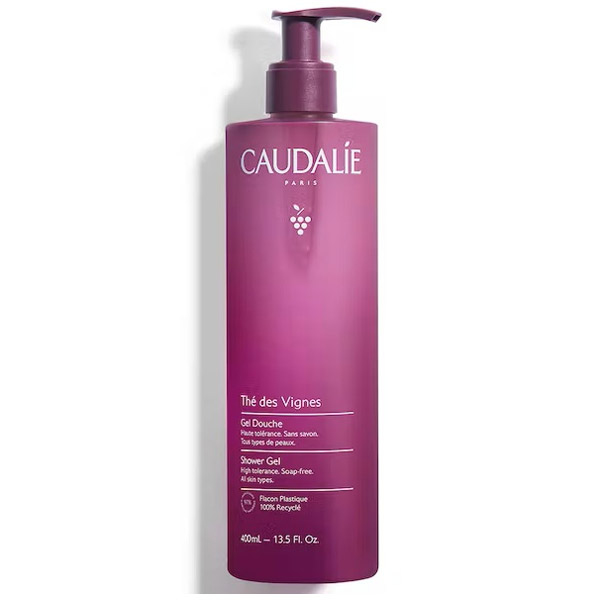 CAUDALÍE
PARIS
Thé des Vignes
Gel Douche
Haute tolérance. Sans savon.
Tous types de peaux.
Shower Gel
High tolerance. Soap-free.
All skin types.
Flacon Plastique
100% Recyclé
400mL – 13.5 Fl. Oz.